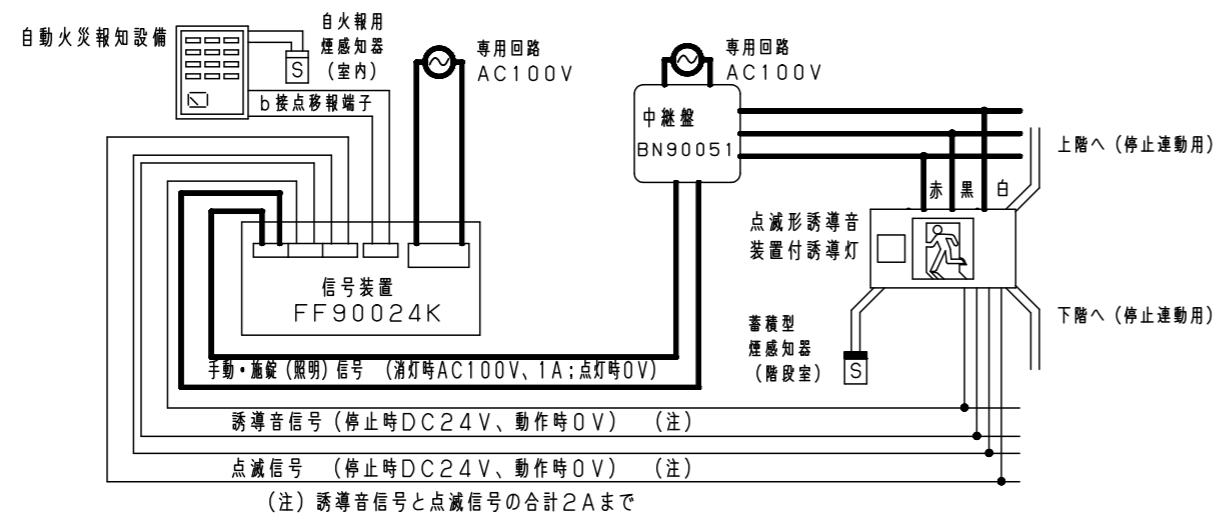 自動火災報知設備
自火報用
煙感知器
(室内)
S
b接点移報端子
専用回路
AC100V
専用回路
AC100V
中継盤
BN90051
上階へ(停止連動用)
赤 黒 白
点滅形誘導音
装置付誘導灯
信号装置
FF90024K
下階へ(停止連動用)
蓄積型
煙感知器
(階段室)
S
手動・施錠(照明)信号 (消灯時AC100V、1A;点灯時0V)
誘導音信号(停止時DC24V、動作時0V) (注)
点滅信号 (停止時DC24V、動作時0V) (注)
(注)誘導音信号と点滅信号の合計2Aまで